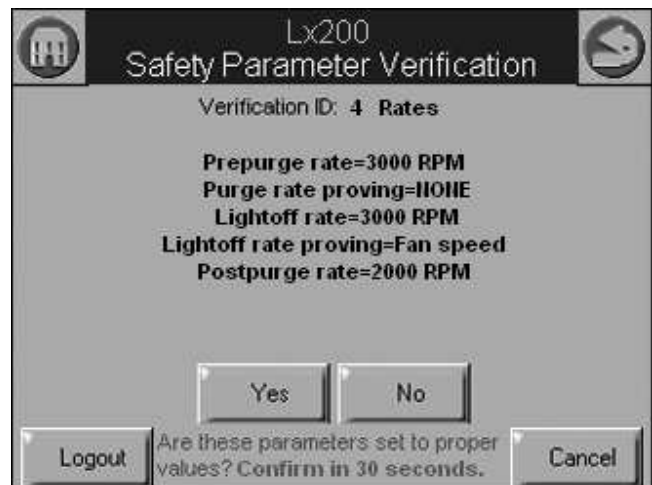 Lx200
Safety Parameter Verification
Verification ID: 4 Rates
Prepurge rate=3000 RPM
Purge rate proving=NONE
Lightoff rate=3000 RPM
Lightoff rate proving=Fan speed
Postpurge rate=2000 RPM
Yes
No
Logout
Are these parameters set to proper
values? Confirm in 30 seconds.
Cancel